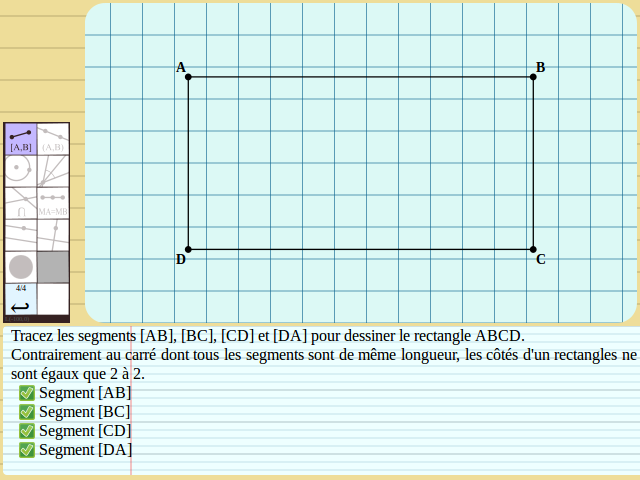 A
B
[A,B]
(A,B)
MA=MB
D
C
4/4
Tracez les segments [AB], [BC], [CD] et [DA] pour dessiner le rectangle ABCD.
Contrairement au carré dont tous les segments sont de même longueur, les côtés d'un rectangles ne
sont égaux que 2 à 2.
Segment [AB]
Segment [BC]
Segment [CD]
Segment [DA]